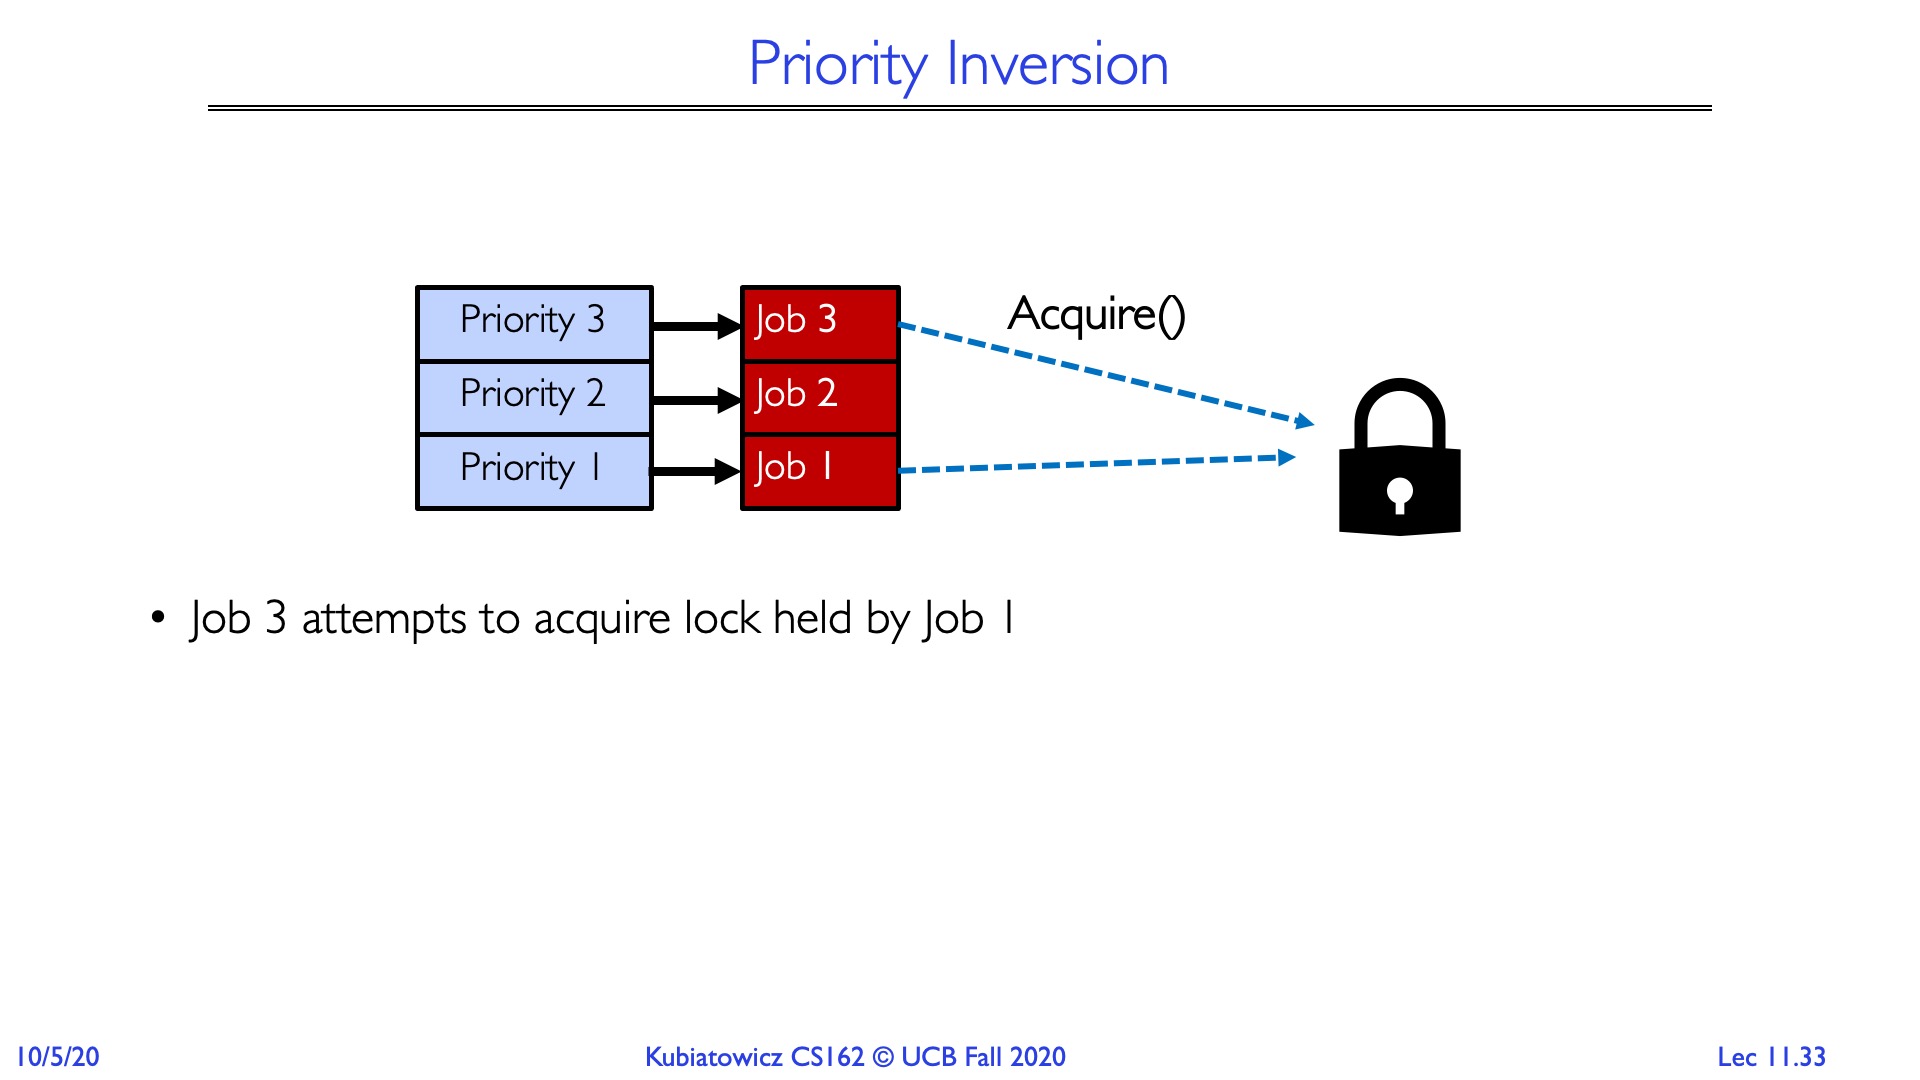 Priority Inversion
Priority 3
Job 3
Acquire()
Priority 2
Job 2
Priority 1
Job 1
• Job 3 attempts to acquire lock held by Job 1
10/5/20
Kubiatowicz CS162 © UCB Fall 2020
Lec 11.33